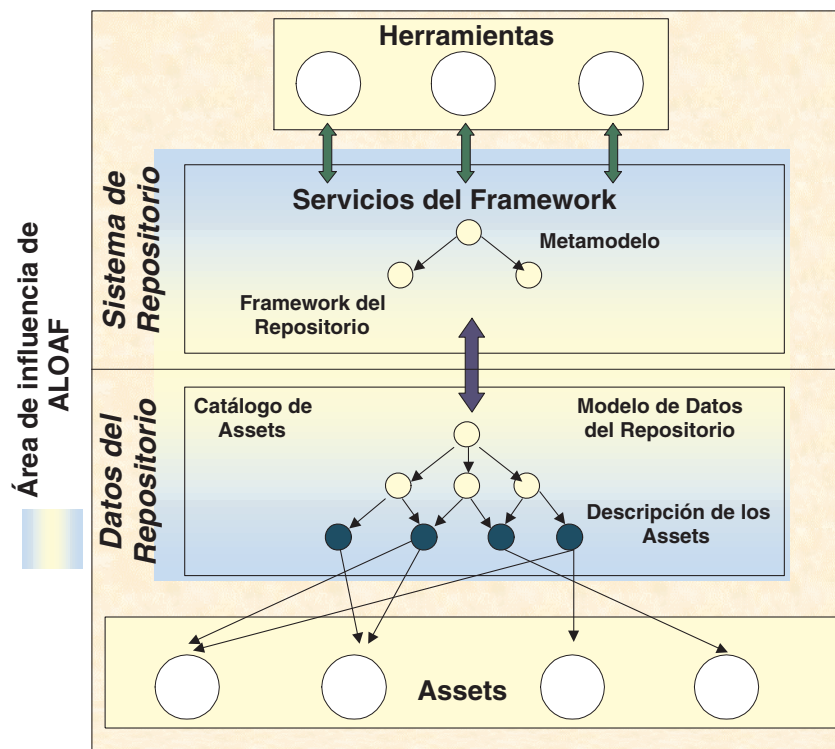 Herramientas
Servicios del Framework
Metamodelo
Framework del
Repositorio
Sistema de
Repositorio
Catálogo de
Assets
Modelo de Datos
del Repositorio
Descripción de los
Assets
Datos del
Repositorio
Assets
Área de influencia de
ALOAF